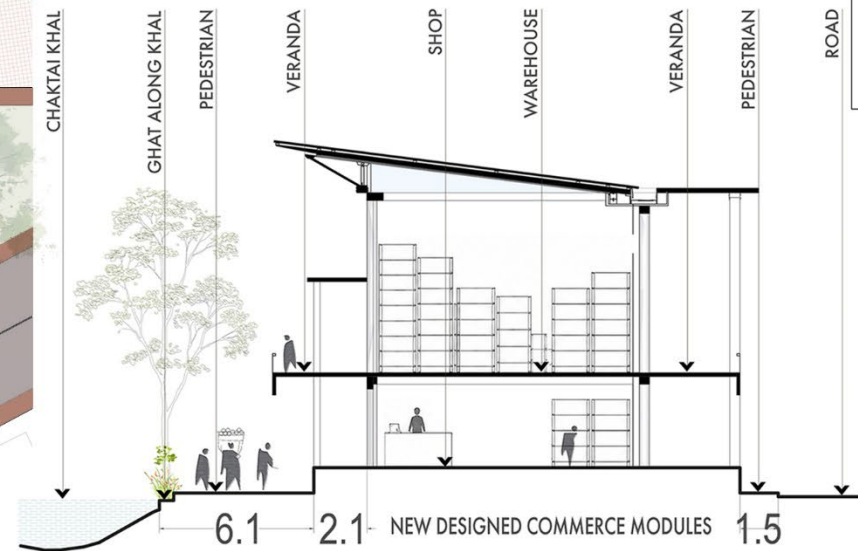 CHAKTAI KHAL
GHAT ALONG KHAL
PEDESTRIAN
VERANDA
SHOP
WAREHOUSE
VERANDA
PEDESTRIAN
ROAD
6.1
2.1
NEW DESIGNED COMMERCE MODULES
1.5